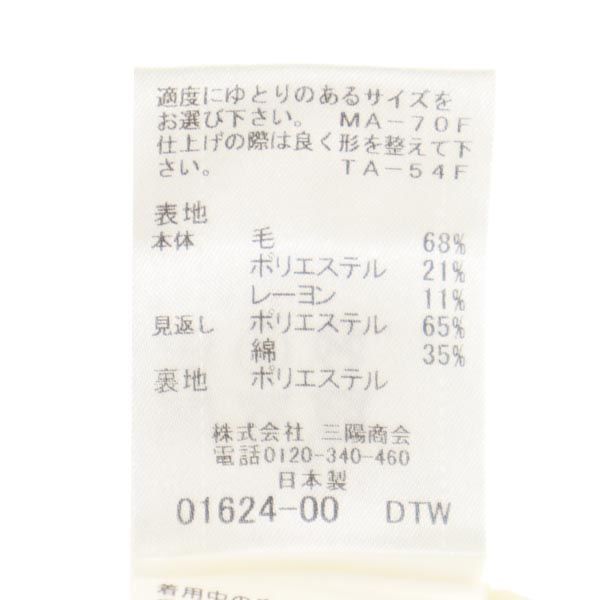 適度にゆとりのあるサイズを
お選び下さい。 MA-70F
仕上げの際は良く形を整えて下
さい。 TA-54F
表地
本体 毛 68%
ポリエステル 21%
レーヨン 11%
見返し ポリエステル 65%
綿 35%
裏地 ポリエステル
株式会社 三陽商会
電話0120-340-460
日本製
01624-00 DTW
着用中の